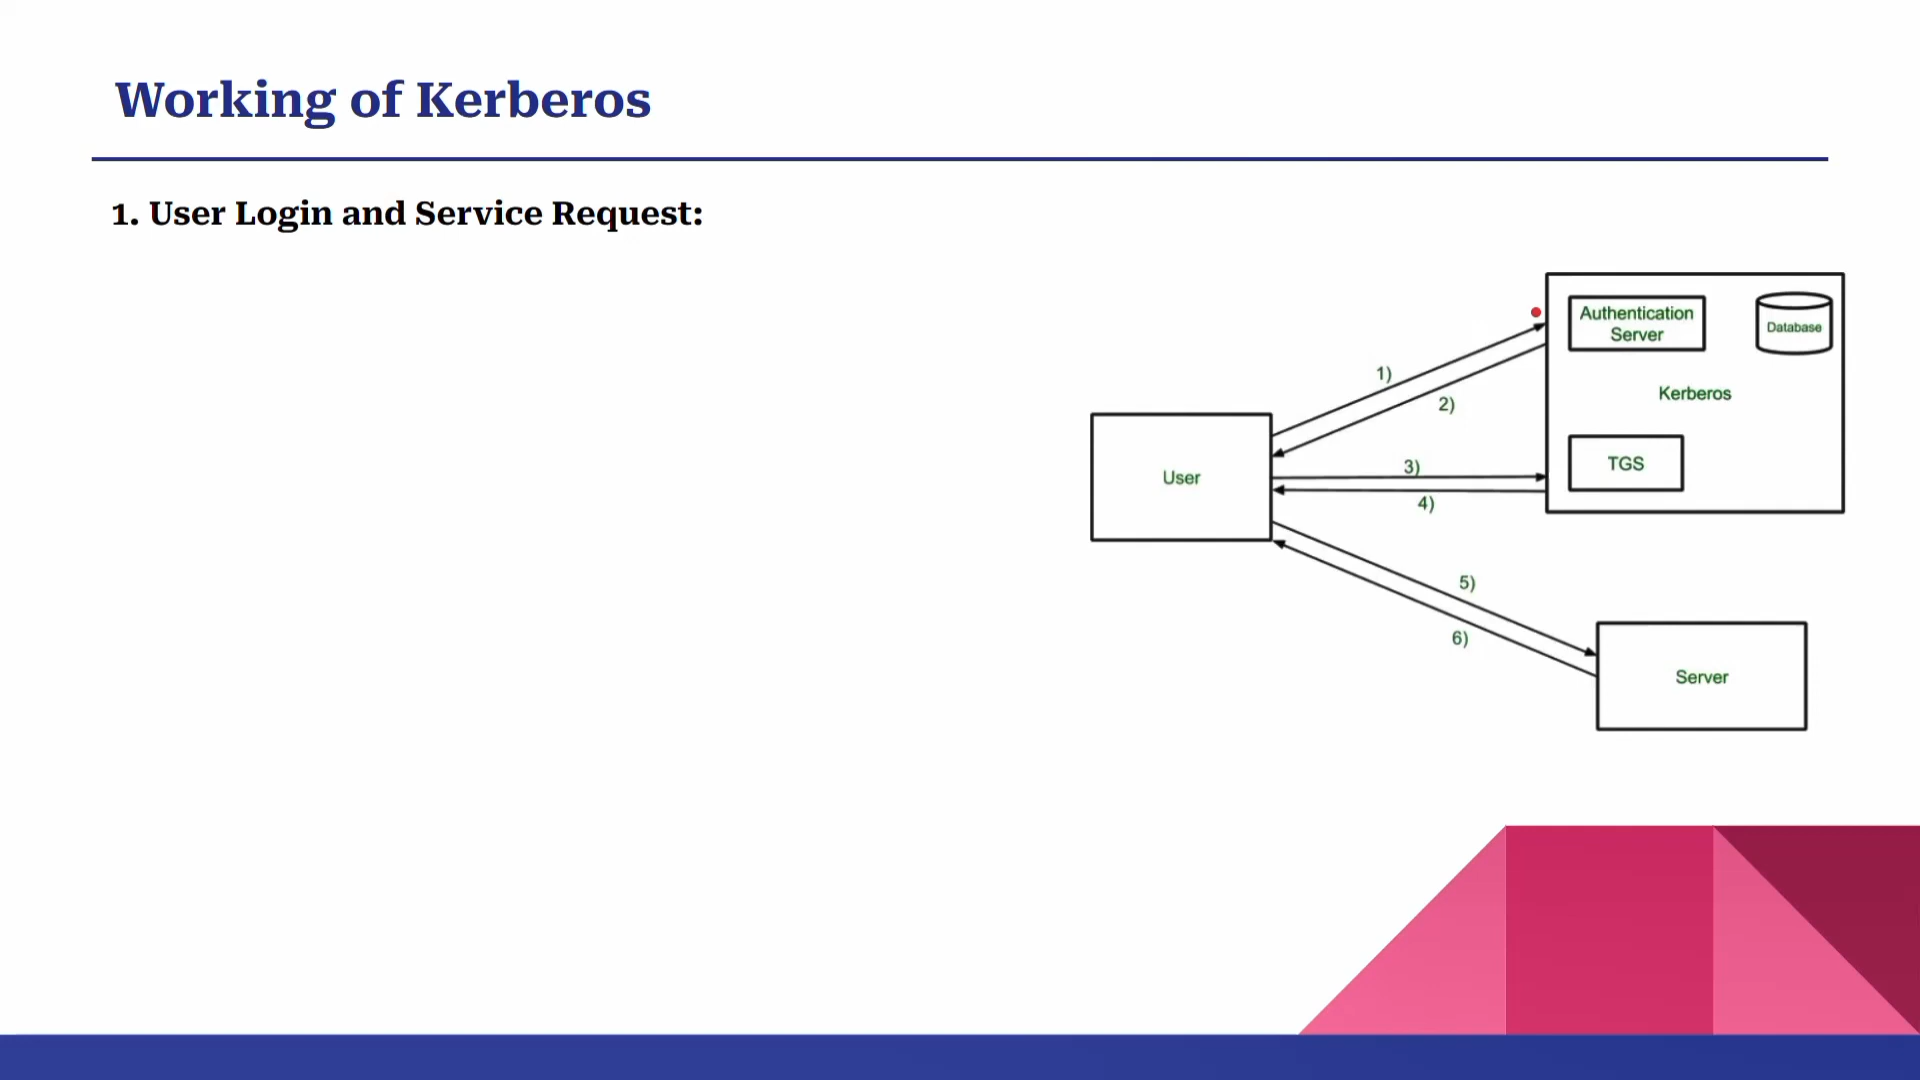 Working of Kerberos
1. User Login and Service Request:
Authentication
Server
Database
Kerberos
TGS
User
1)
2)
3)
4)
5)
6)
Server